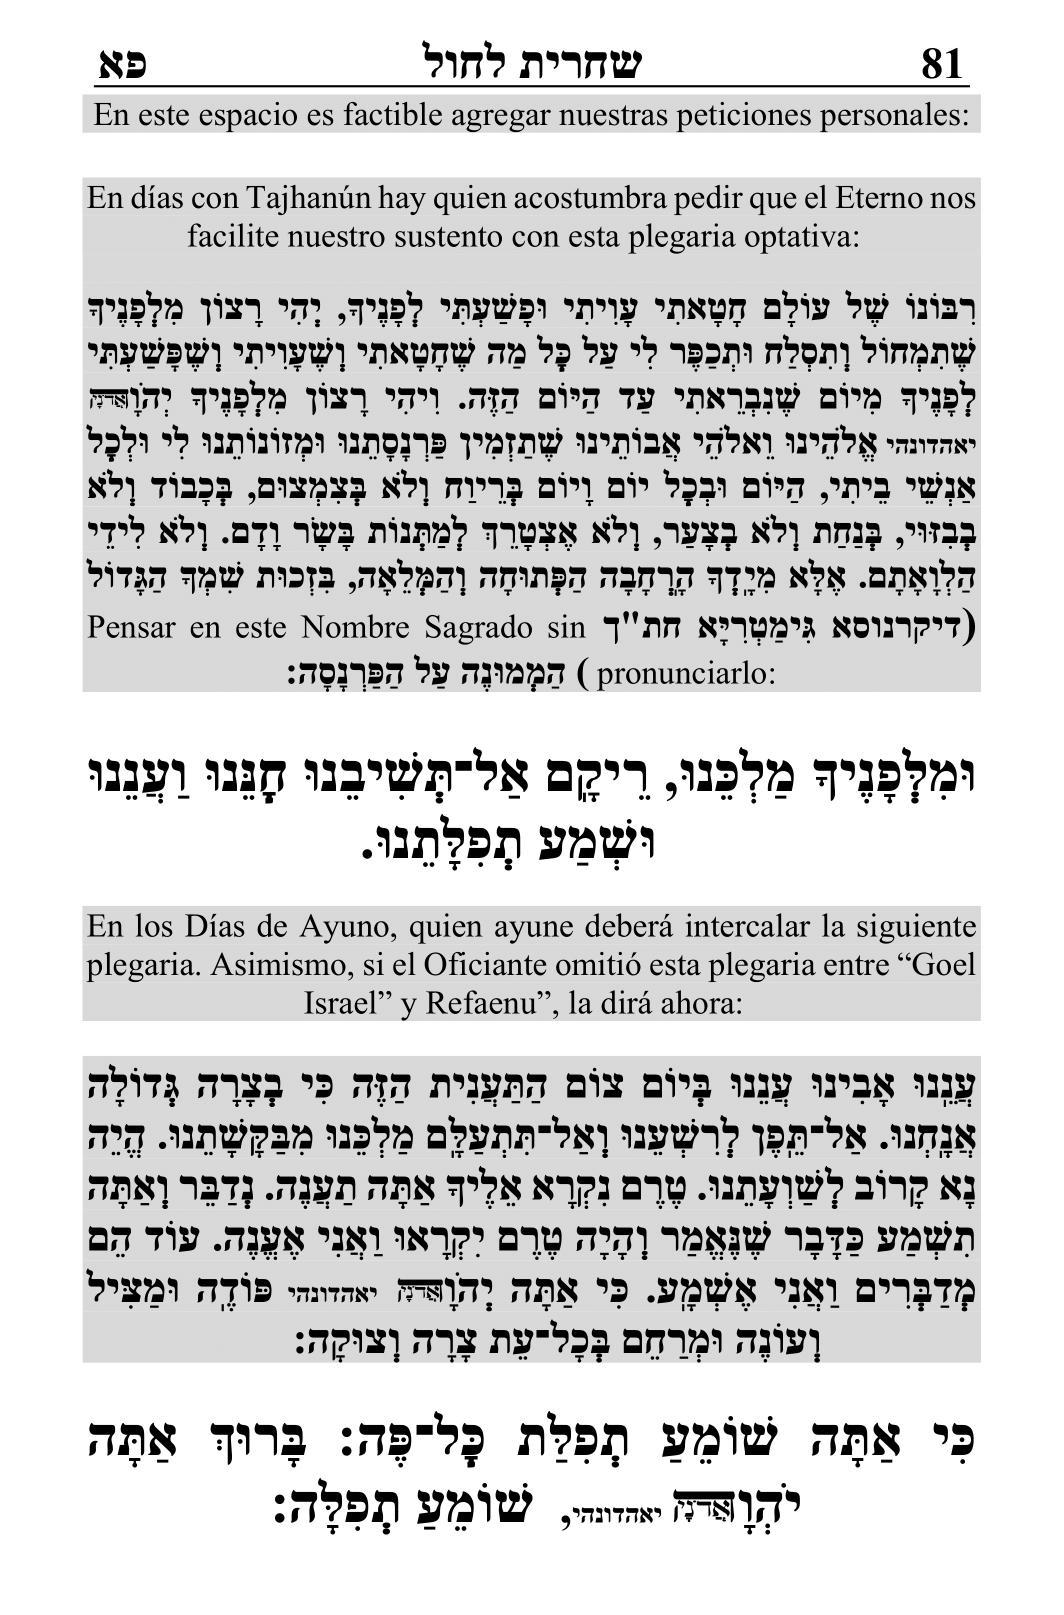 פא שחרית לחול 81
En este espacio es factible agregar nuestras peticiones personales:
En días con Tajhanún hay quien acostumbra pedir que el Eterno nos
facilite nuestro sustento con esta plegaria optativa:
רִבּוֹנוֹ שֶׁל עוֹלָם חָטָאתִי עָוִיתִי וּפָשַׁעְתִּי לְפָנֶיךָ, יְהִי רָצוֹן מִלְּפָנֶיךָ
שֶׁתִּמְחוֹל וְתִסְלַח וּתְכַפֶּר לִי עַל כָּל מַה שֶׁחָטָאתִי וְשֶׁעָוִיתִי וְשֶׁפָּשַׁעְתִּי
לְפָנֶיךָ מִיּוֹם שֶׁנִּבְרֵאתִי עַד הַיּוֹם הַזֶּה. וִיהִי רָצוֹן מִלְּפָנֶיךָ יְהֹוָאֲדֹנָי
יאהדונהי אֱלֹהֵינוּ וֵאלֹהֵי אֲבוֹתֵינוּ שֶׁתַּזְמִין פַּרְנָסָתֵנוּ וּמְזוֹנוֹתֵנוּ לִי וּלְכָל
אַנְשֵׁי בֵיתִי, הַיּוֹם וּבְכָל יוֹם וָיוֹם בְּרֵיוַח וְלֹא בְּצִמְצוּם, בְּכָבוֹד וְלֹא
בְבִזּוּי, בְּנַחַת וְלֹא בְצָעַר, וְלֹא אֶצְטָרֵךְ לְמַתְּנוֹת בָּשָׂר וָדָם. וְלֹא לִידֵי
הַלְוָאָתָם. אֶלָּא מִיָּדְךָ הָרְחָבָה הַפְּתוּחָה וְהַמְּלֵאָה, בִּזְכוּת שִׁמְךָ הַגָּדוֹל
(דיקרנוסא גִּימַטְרִיָּא חת"ך Pensar en este Nombre Sagrado sin
pronunciarlo: ) הַמְמוּנֶה עַל הַפַּרְנָסָה:
וּמִלְּפָנֶיךָ מַלְכֵּנוּ, רֵיקָם אַל־תְּשִׁיבֵנוּ חָנֵּנוּ וַעֲנֵנוּ
וּשְׁמַע תְּפִלָּתֵנוּ.
En los Días de Ayuno, quien ayune deberá intercalar la siguiente
plegaria. Asimismo, si el Oficiante omitió esta plegaria entre “Goel
Israel” y Refaenu”, la dirá ahora:
עֲנֵנוּ אָבִינוּ עֲנֵנוּ בְּיוֹם צוֹם הַתַּעֲנִית הַזֶּה כִּי בְצָרָה גְּדוֹלָה
אֲנָחְנוּ. אַל־תֵּפֶן לְרִשְׁעֵנוּ וְאַל־תִּתְעַלָּם מַלְכֵּנוּ מִבַּקָּשָׁתֵנוּ. הֱיֵה
נָא קָרוֹב לְשַׁוְעָתֵנוּ. טֶרֶם נִקְרָא אֵלֶיךָ אַתָּה תַעֲנֶה. נְדַבֵּר וְאַתָּה
תִשְׁמַע כַּדָּבָר שֶׁנֶּאֱמַר וְהָיָה טֶרֶם יִקְרָאוּ וַאֲנִי אֶעֱנֶה. עוֹד הֵם
מְדַבְּרִים וַאֲנִי אֶשְׁמָע. כִּי אַתָּה יְהֹוָאֲדֹנָי יאהדונהי פּוֹדֶה וּמַצִּיל
וְעוֹנֶה וּמְרַחֵם בְּכָל־עֵת צָרָה וְצוּקָה:
כִּי אַתָּה שׁוֹמֵעַ תְּפִלַּת כָּל־פֶּה: בָּרוּךְ אַתָּה
יֹהְוָאֲדֹנָי יאהדונהי, שׁוֹמֵעַ תְּפִלָּה: